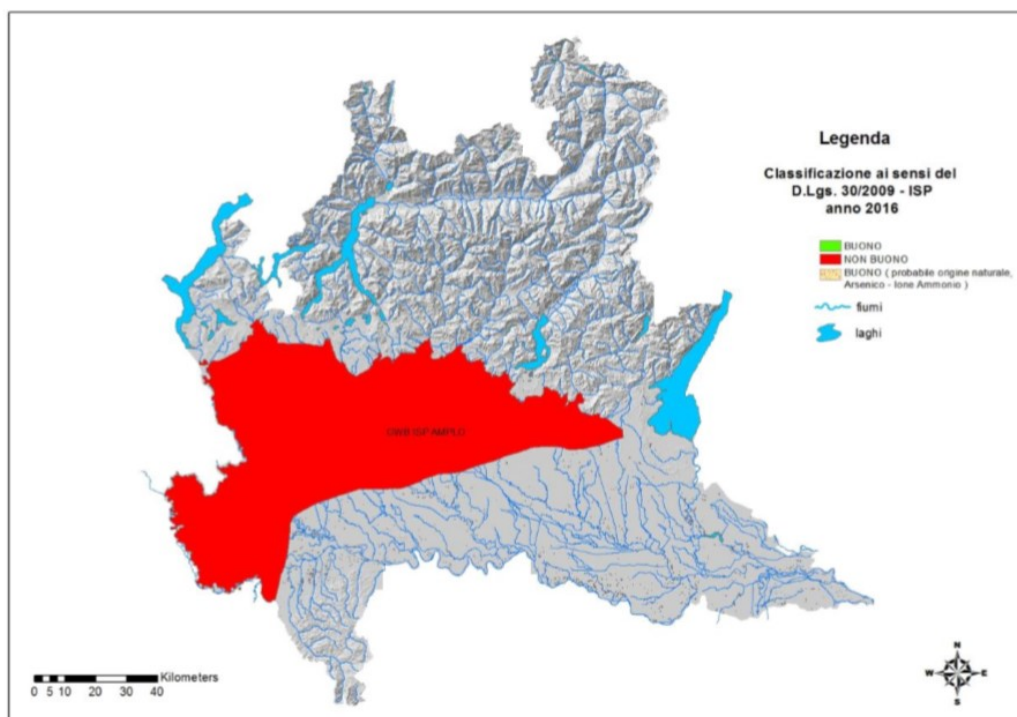 Legenda
Classificazione ai sensi del
D.Lgs. 30/2009 - ISP
anno 2016
BUONO
NON BUONO
BUONO ( probabile origine naturale,
Arsenico - Ione Ammonio )
fiumi
laghi
GWB ISP AMPLO
Kilometers
0 5 10 20 30 40
N
W E
S